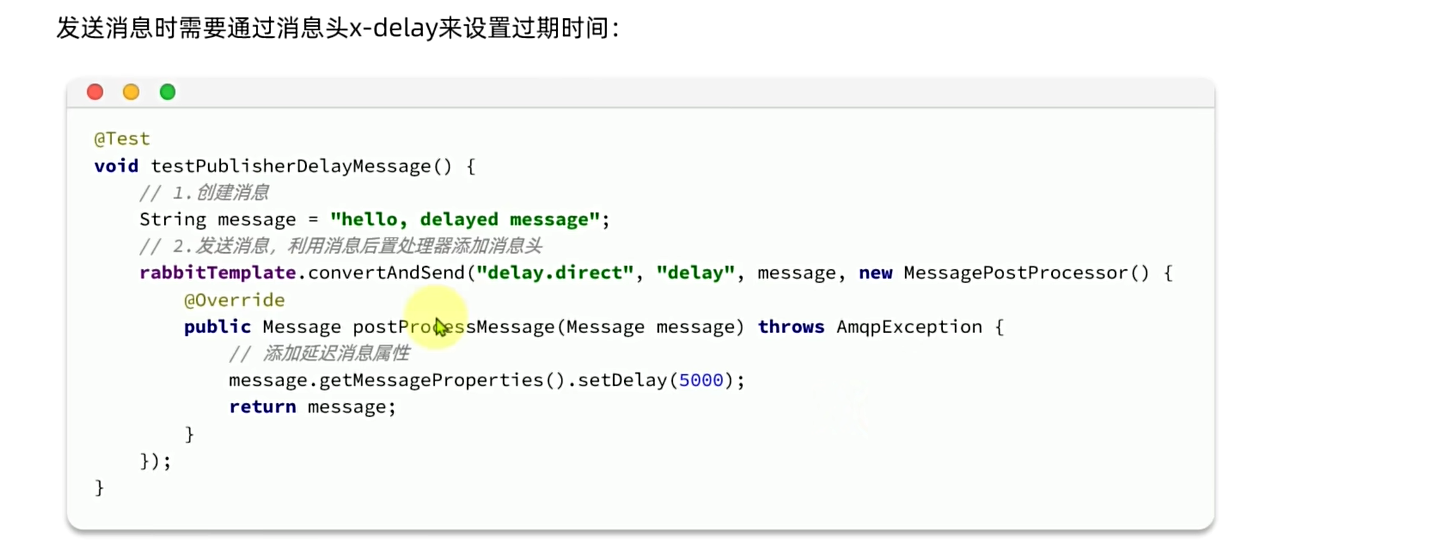 发送消息时需要通过消息头x-delay来设置过期时间：
@Test
void testPublisherDelayMessage() {
    // 1.创建消息
    String message = "hello, delayed message";
    // 2.发送消息，利用消息后置处理器添加消息头
    rabbitTemplate.convertAndSend("delay.direct", "delay", message, new MessagePostProcessor() {
        @Override
        public Message postProcessMessage(Message message) throws AmqpException {
            // 添加延迟消息属性
            message.getMessageProperties().setDelay(5000);
            return message;
        }
    });
}